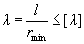 λ = l / r_min ≤ [λ]